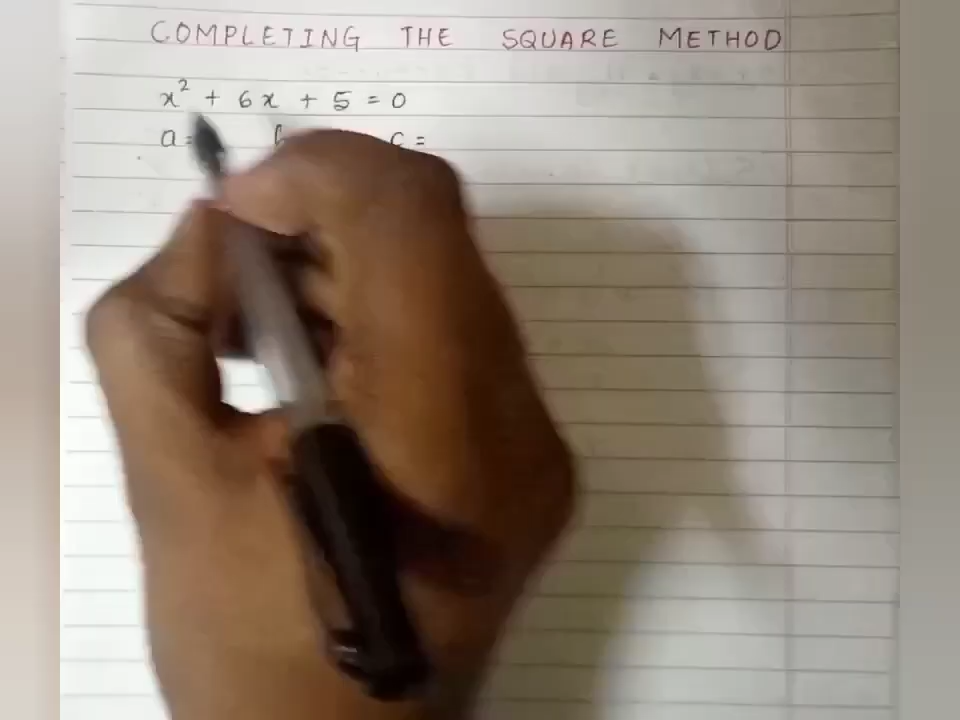 COMPLETING THE SQUARE METHOD
x² + 6x + 5 = 0
a = c =